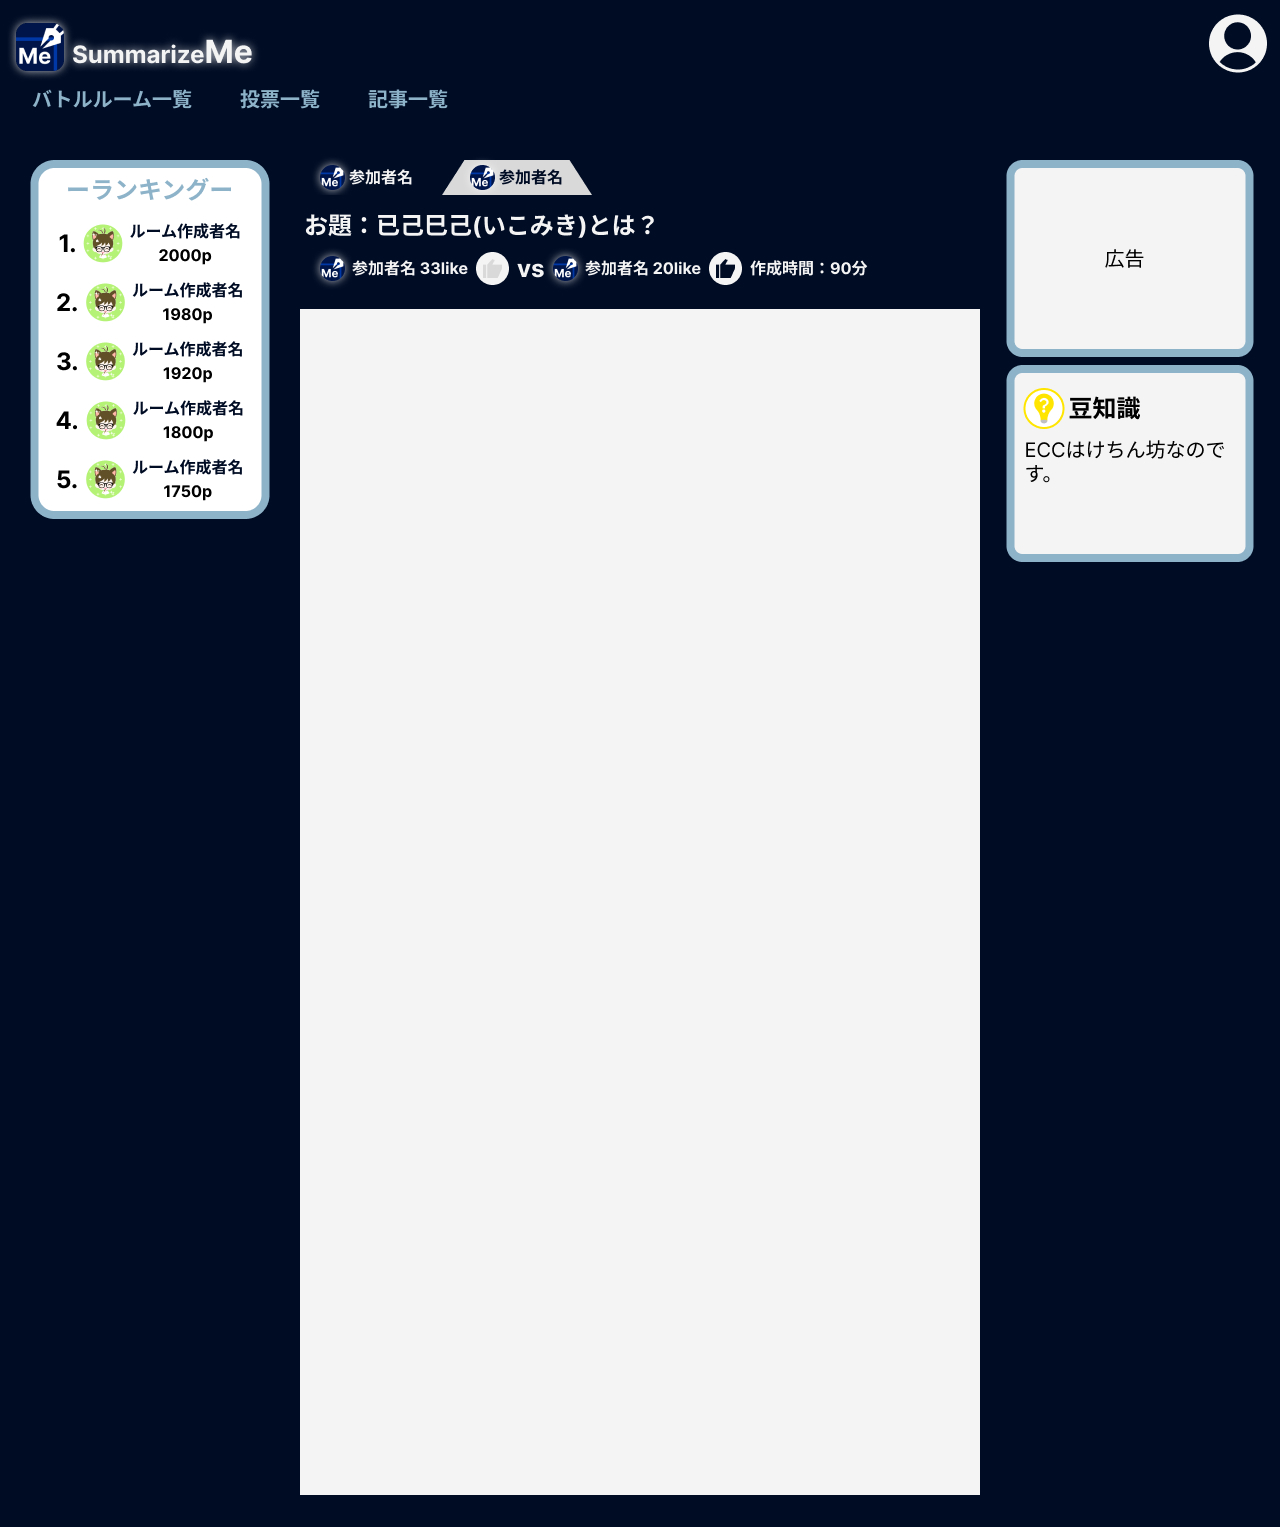 Me SummarizeMe
バトルルーム一覧 投票一覧 記事一覧
ーランキングー
1. ルーム作成者名
2000p
2. ルーム作成者名
1980p
3. ルーム作成者名
1920p
4. ルーム作成者名
1800p
5. ルーム作成者名
1750p
Me 参加者名 Me 参加者名
お題：已己巳己(いこみき)とは？
Me 参加者名 33like vs Me 参加者名 20like 作成時間：90分
広告
豆知識
ECCはけちん坊なので
す。